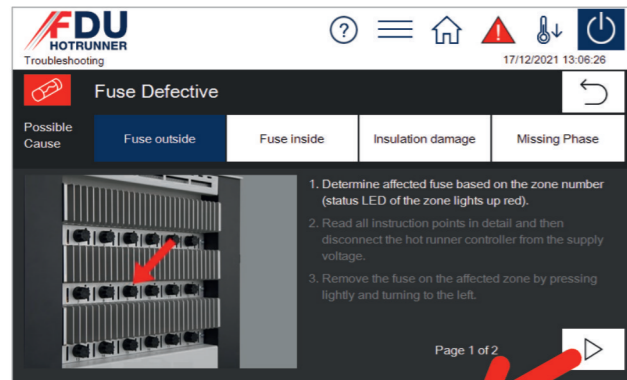 FDU
HOTRUNNER
Troubleshooting
?
17/12/2021 13:06:26
Fuse Defective
Possible
Cause
Fuse outside
Fuse inside
Insulation damage
Missing Phase
1. Determine affected fuse based on the zone number
(status LED of the zone lights up red).
2. Read all instruction points in detail and then
disconnect the hot runner controller from the supply
voltage.
3. Remove the fuse on the affected zone by pressing
lightly and turning to the left.
Page 1 of 2